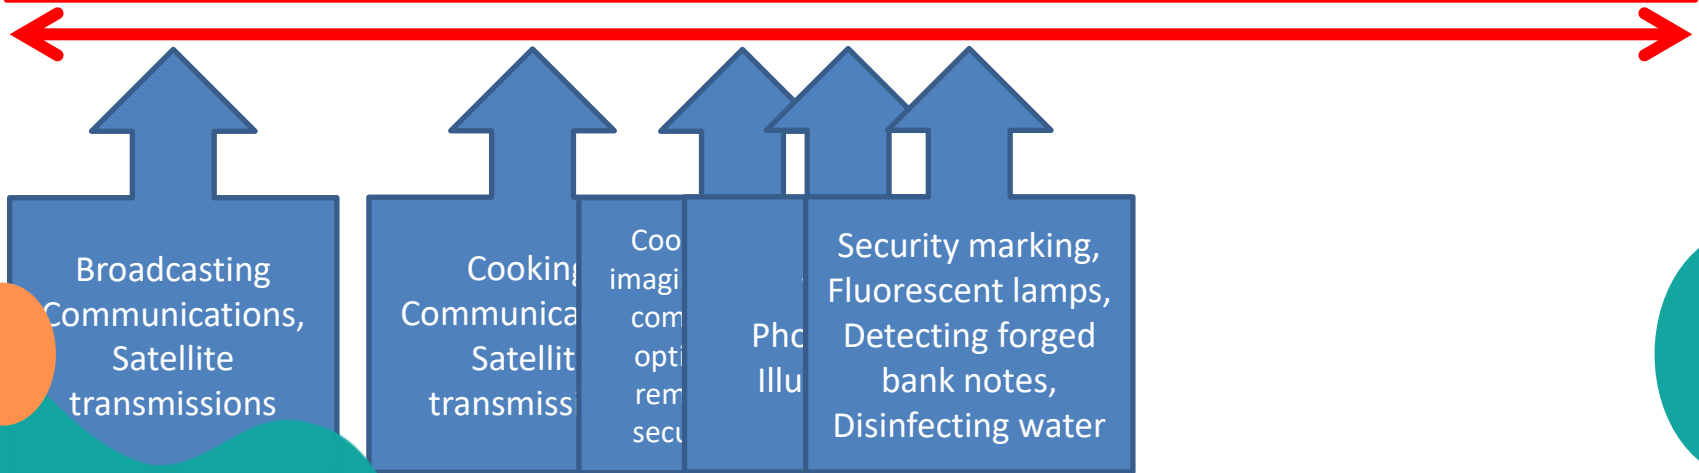 Broadcasting
Communications,
Satellite
transmissions
Cooking
Communica
Satellit
transmiss
Coo
imagi
com
opti
rem
secu
Pho
Illu
Security marking,
Fluorescent lamps,
Detecting forged
bank notes,
Disinfecting water